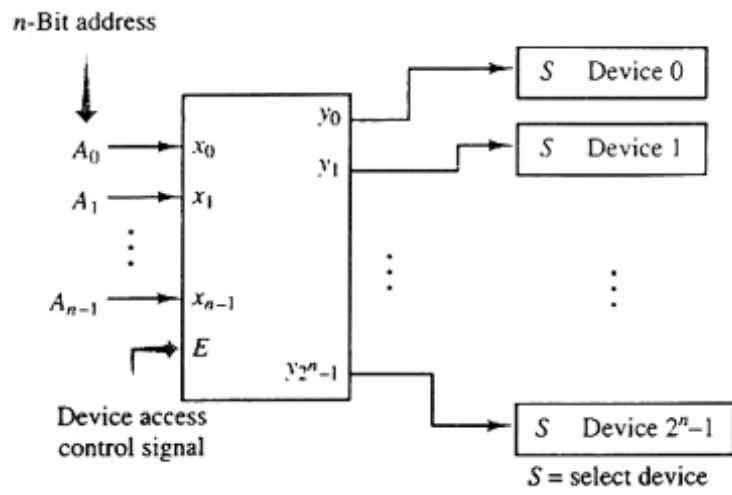 n-Bit address
A₀ x₀ y₀ S Device 0
A₁ x₁ y₁ S Device 1
Aₙ₋₁ xₙ₋₁
E y₂ⁿ₋₁
Device access
control signal
S Device 2ⁿ–1
S = select device